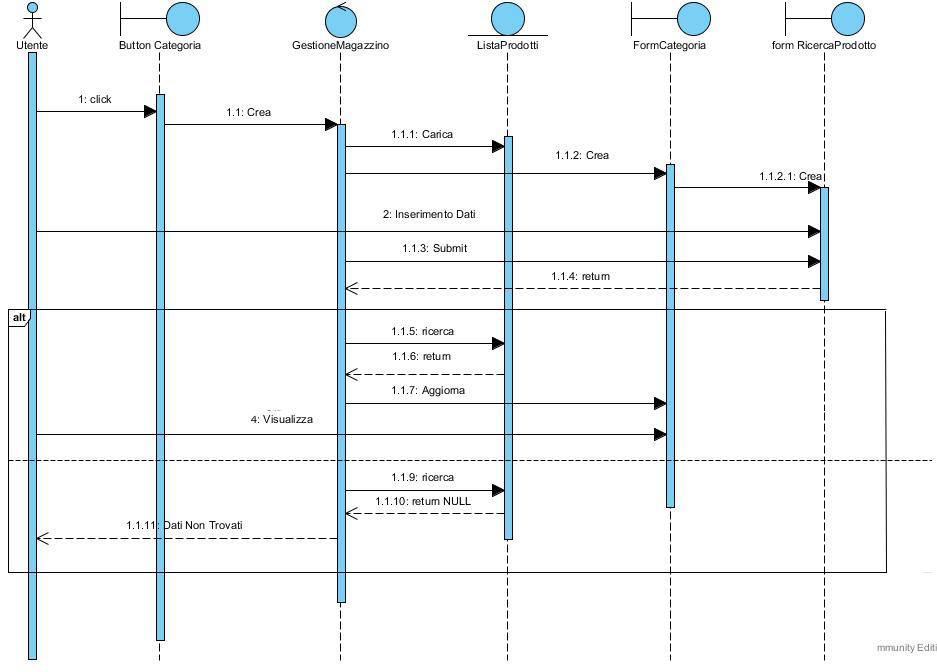 Utente
Button Categoria
GestioneMagazzino
ListaProdotti
FormCategoria
form RicercaProdotto
1: click
1.1: Crea
1.1.1: Carica
1.1.2: Crea
1.1.2.1: Crea
2: Inserimento Dati
1.1.3: Submit
1.1.4: return
alt
1.1.5: ricerca
1.1.6: return
1.1.7: Aggiorna
4: Visualizza
1.1.9: ricerca
1.1.10: return NULL
1.1.11: Dati Non Trovati
mmunity Editi